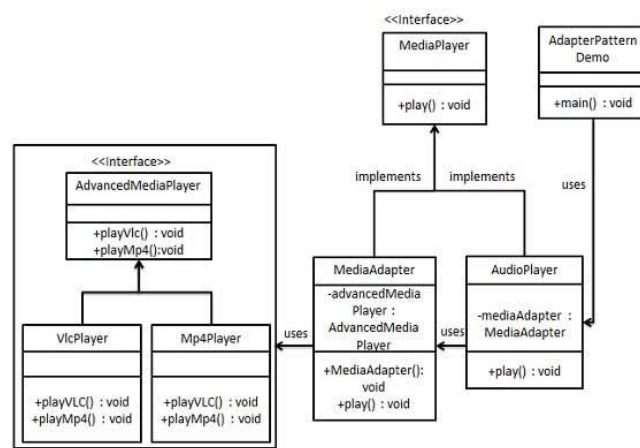 <<Interface>>
MediaPlayer
+play() : void
AdapterPattern
Demo
+main() : void
implements
implements
uses
<<Interface>>
AdvancedMediaPlayer
+playVlc() : void
+playMp4():void
VlcPlayer
+playVLC() : void
+playMp4() : void
Mp4Player
+playVLC() : void
+playMp4() : void
uses
MediaAdapter
-advancedMedia
Player :
AdvancedMedia
Player
+MediaAdapter():
void
+play() : void
uses
AudioPlayer
-mediaAdapter :
MediaAdapter
+play() : void